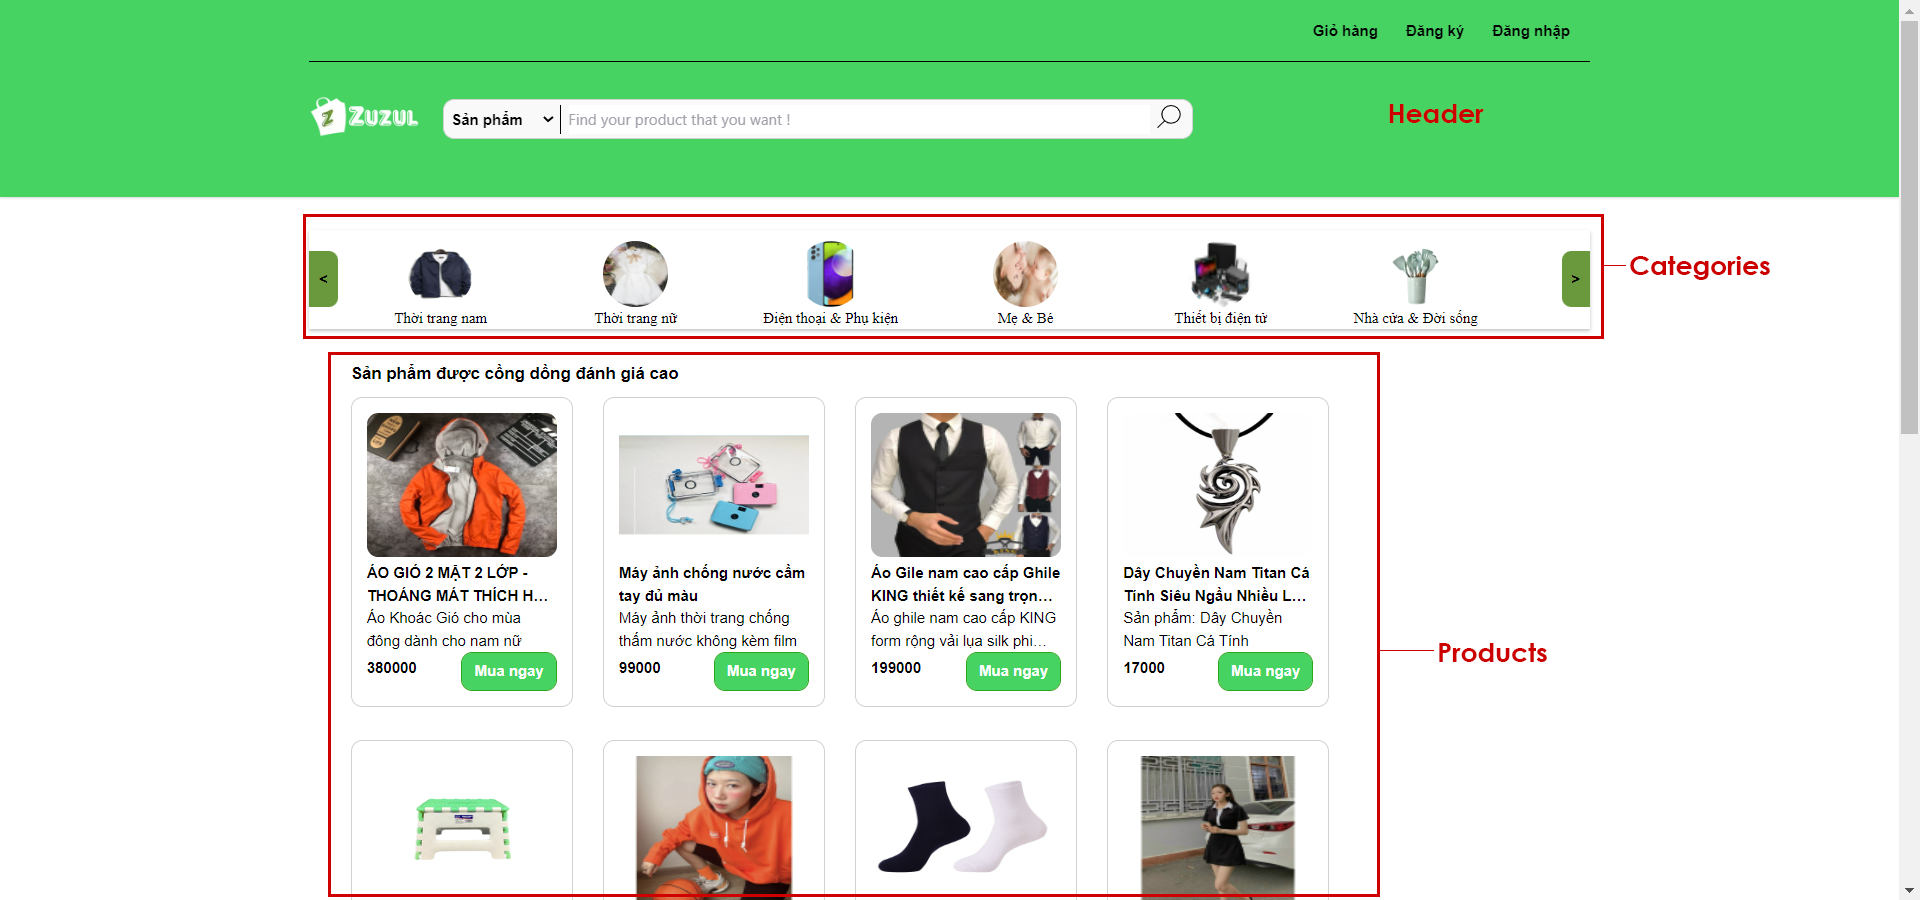 Giỏ hàng Đăng ký Đăng nhập
ZUZUL
Sản phẩm
Find your product that you want !
Header
<
Thời trang nam
Thời trang nữ
Điện thoại & Phụ kiện
Mẹ & Bé
Thiết bị điện tử
Nhà cửa & Đời sống
>
Categories
Sản phẩm được cồng dồng đánh giá cao
ÁO GIÓ 2 MẶT 2 LỚP -
THOÁNG MÁT THÍCH H...
Áo Khoác Gió cho mùa
đông dành cho nam nữ
380000
Mua ngay
Máy ảnh chống nước cầm
tay đủ màu
Máy ảnh thời trang chống
thấm nước không kèm film
99000
Mua ngay
Áo Gile nam cao cấp Ghile
KING thiết kế sang trọn...
Áo ghile nam cao cấp KING
form rộng vải lụa silk phi...
199000
Mua ngay
Dây Chuyền Nam Titan Cá
Tính Siêu Ngầu Nhiều L...
Sản phẩm: Dây Chuyền
Nam Titan Cá Tính
17000
Mua ngay
Products